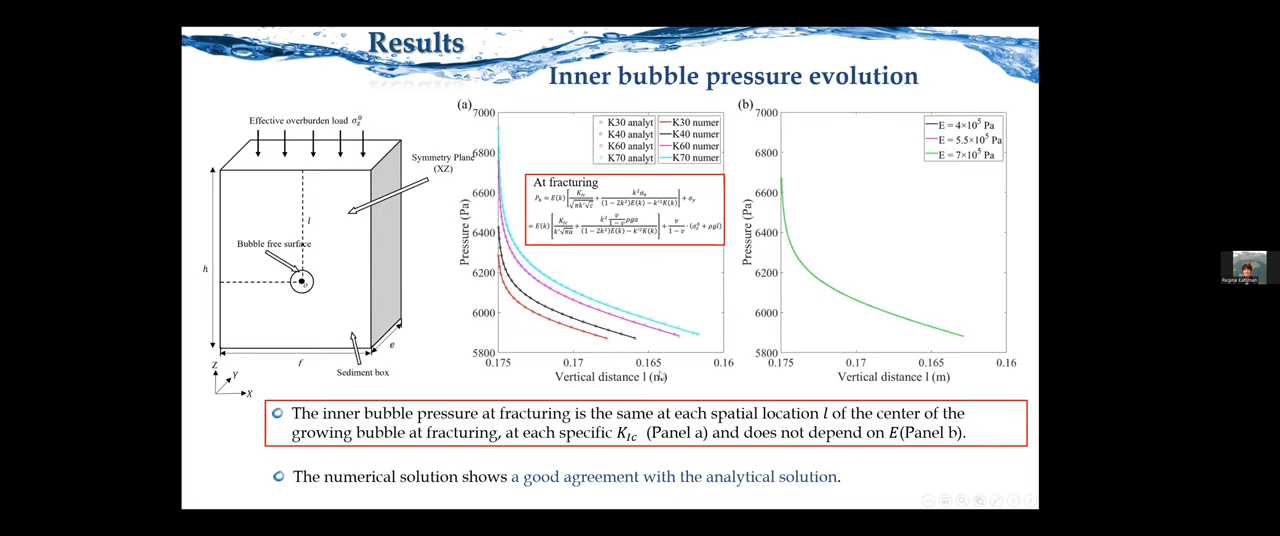 Results
Inner bubble pressure evolution
Effective overburden load σ_z^0
Symmetry Plane
(XZ)
l
Bubble free surface
o
h
f
e
Sediment box
Z
Y
X
(a)
7000
6800
6600
6400
6200
6000
5800
Pressure (Pa)
K30 analyt
K40 analyt
K60 analyt
K70 analyt
K30 numer
K40 numer
K60 numer
K70 numer
At fracturing
0.175
0.17
0.165
0.16
Vertical distance l (m)
(b)
7000
6800
6600
6400
6200
6000
5800
Pressure (Pa)
E = 4×10^5 Pa
E = 5.5×10^5 Pa
E = 7×10^5 Pa
0.175
0.17
0.165
0.16
Vertical distance l (m)
The inner bubble pressure at fracturing is the same at each spatial location l of the center of the
growing bubble at fracturing, at each specific K_Ic (Panel a) and does not depend on E(Panel b).
The numerical solution shows a good agreement with the analytical solution.
Regina Katsman